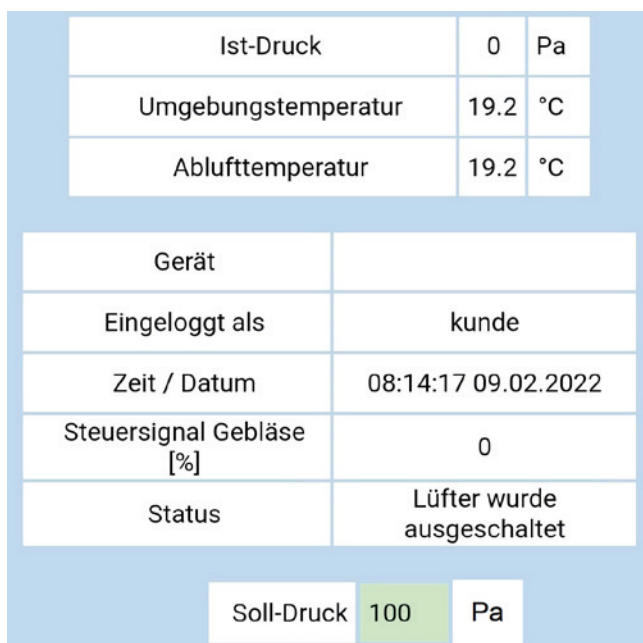 Ist-Druck 0 Pa
Umgebungstemperatur 19.2 °C
Ablufttemperatur 19.2 °C
Gerät
Eingeloggt als kunde
Zeit / Datum 08:14:17 09.02.2022
Steuersignal Gebläse
[%] 0
Status Lüfter wurde
ausgeschaltet
Soll-Druck 100 Pa